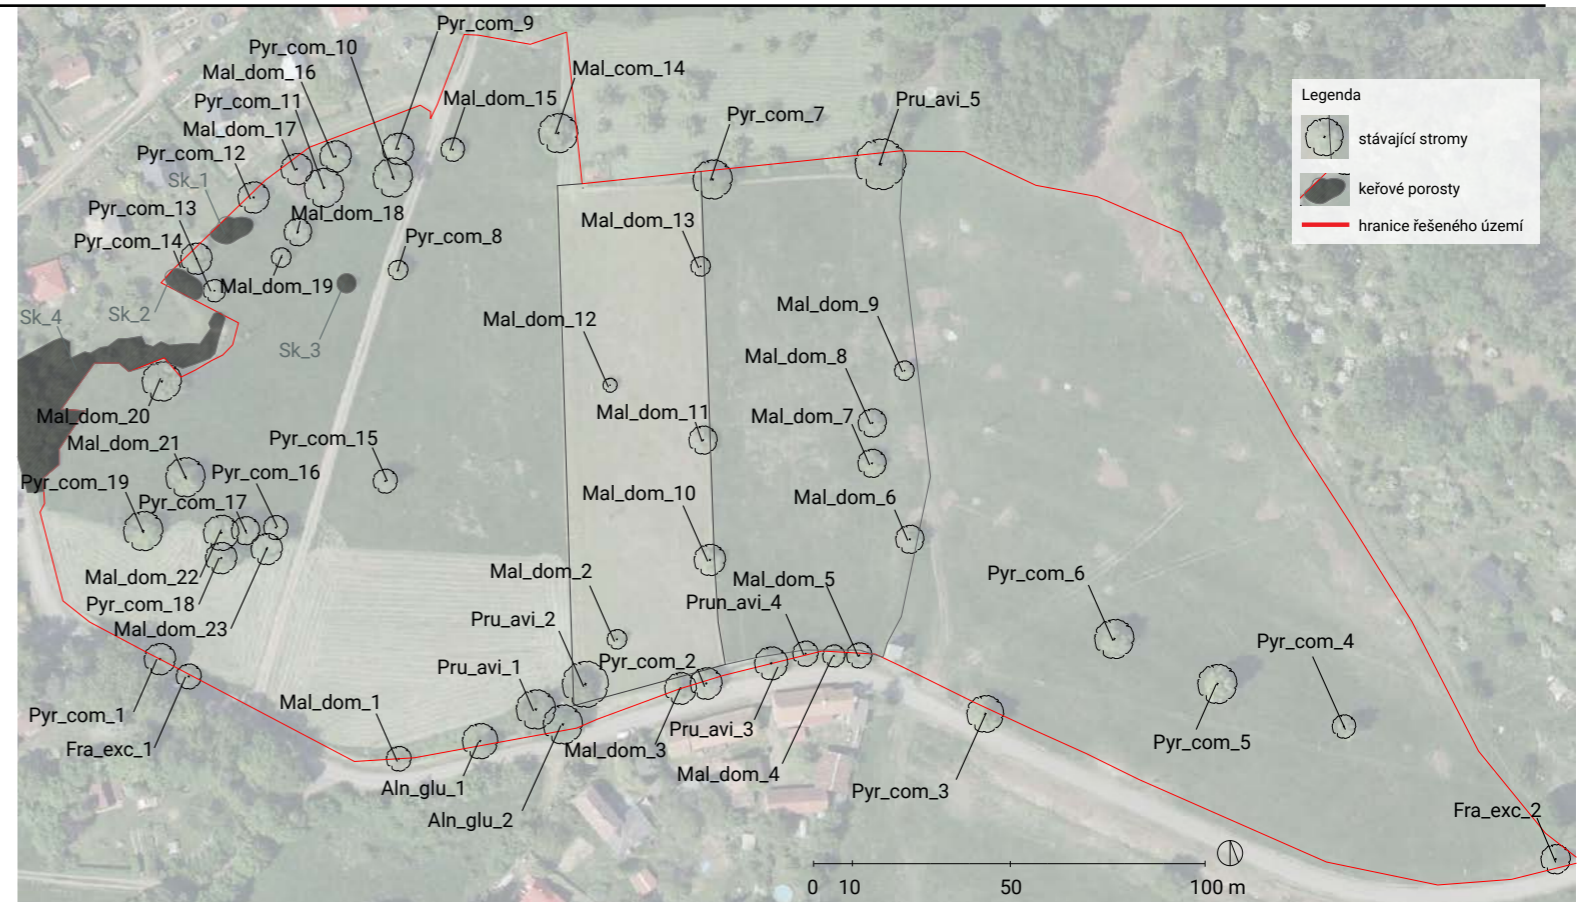 Pyr_com_9
Pyr_com_10
Mal_dom_16
Mal_com_14
Pyr_com_11
Mal_dom_15
Pru_avi_5
Mal_dom_17
Pyr_com_7
Pyr_com_12
Sk_1
Pyr_com_13
Mal_dom_18
Pyr_com_14
Pyr_com_8
Mal_dom_13
Mal_dom_19
Sk_2
Sk_4
Sk_3
Mal_dom_12
Mal_dom_9
Mal_dom_8
Mal_dom_20
Mal_dom_11
Mal_dom_7
Mal_dom_21
Pyr_com_15
Pyr_com_16
Pyr_com_19
Pyr_com_17
Mal_dom_10
Mal_dom_6
Mal_dom_22
Mal_dom_2
Mal_dom_5
Pyr_com_6
Pyr_com_18
Prun_avi_4
Mal_dom_23
Pru_avi_2
Pyr_com_4
Pru_avi_1
Pyr_com_2
Mal_dom_1
Pyr_com_1
Fra_exc_1
Mal_dom_3
Pru_avi_3
Pyr_com_5
Mal_dom_4
Aln_glu_1
Pyr_com_3
Aln_glu_2
Fra_exc_2
Legenda
stávající stromy
keřové porosty
hranice řešeného území
0 10 50 100 m